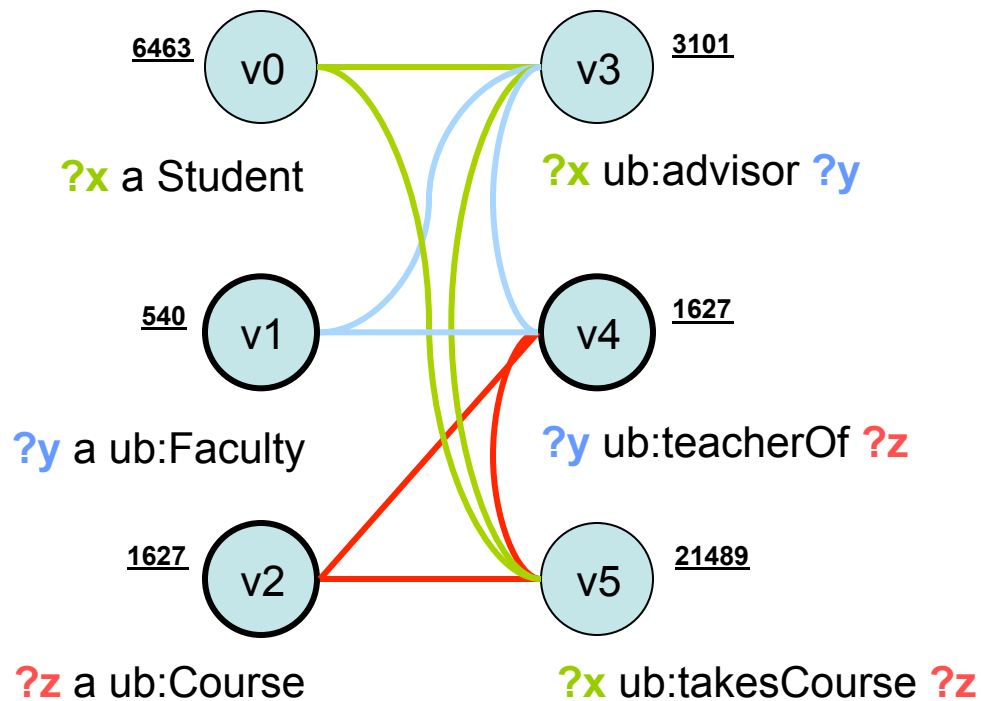 6463
v0
v3
3101
?x a Student
?x ub:advisor ?y
540
v1
v4
1627
?y a ub:Faculty
?y ub:teacherOf ?z
1627
v2
v5
21489
?z a ub:Course
?x ub:takesCourse ?z